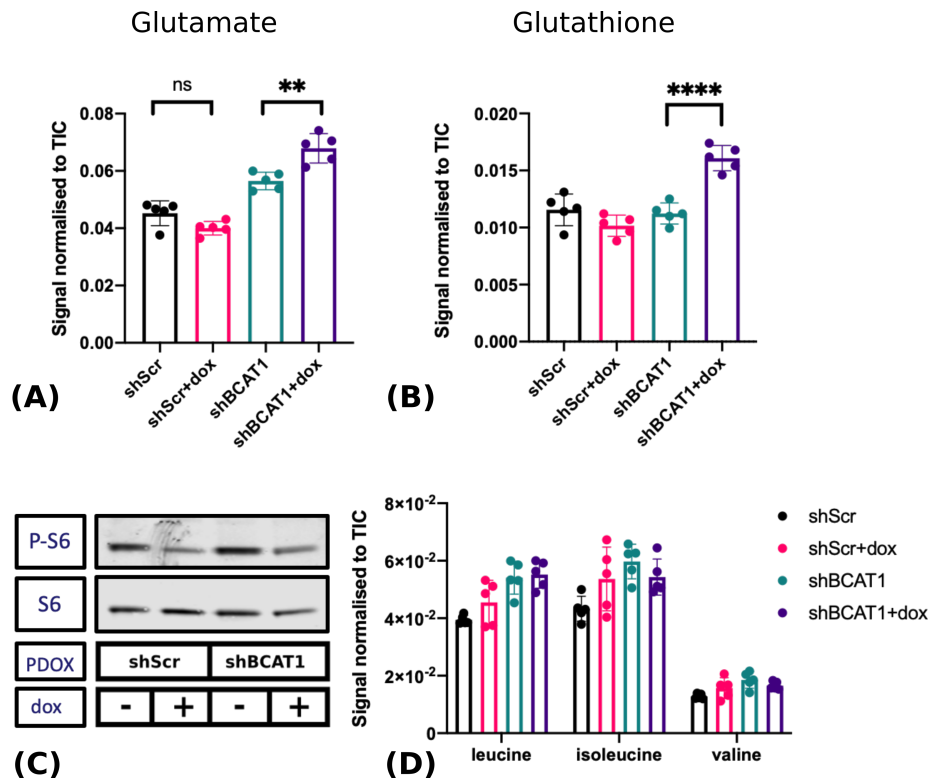 Glutamate
Glutathione
Signal normalised to TIC
0.08
0.06
0.04
0.02
0.00
ns
**
shScr
shScr+dox
shBCAT1
shBCAT1+dox
(A)
Signal normalised to TIC
0.020
0.015
0.010
0.005
0.000
****
shScr
shScr+dox
shBCAT1
shBCAT1+dox
(B)
P-S6
S6
PDOX
shScr
shBCAT1
dox
- + - +
(C)
Signal normalised to TIC
8×10-2
6×10-2
4×10-2
2×10-2
0
leucine
isoleucine
valine
shScr
shScr+dox
shBCAT1
shBCAT1+dox
(D)